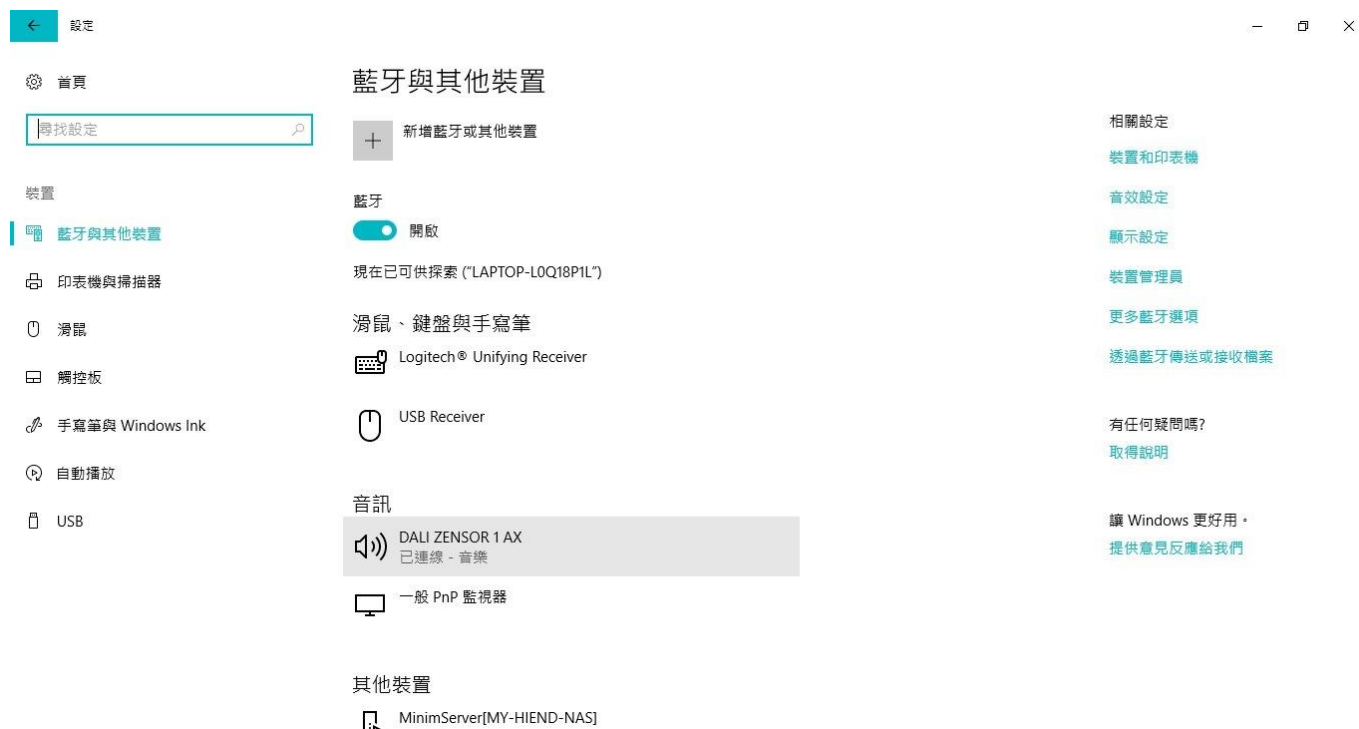 設定
首頁
尋找設定
裝置
藍牙與其他裝置
印表機與掃描器
滑鼠
觸控板
手寫筆與 Windows Ink
自動播放
USB
藍牙與其他裝置
新增藍牙或其他裝置
藍牙
開啟
現在已可供探索 (“LAPTOP-L0Q18P1L”)
滑鼠、鍵盤與手寫筆
Logitech® Unifying Receiver
USB Receiver
音訊
DALI ZENSOR 1 AX
已連線 - 音樂
一般 PnP 監視器
其他裝置
MinimServer[MY-HIEND-NAS]
相關設定
裝置和印表機
音效設定
顯示設定
裝置管理員
更多藍牙選項
透過藍牙傳送或接收檔案
有任何疑問嗎?
取得說明
讓 Windows 更好用。
提供意見反應給我們